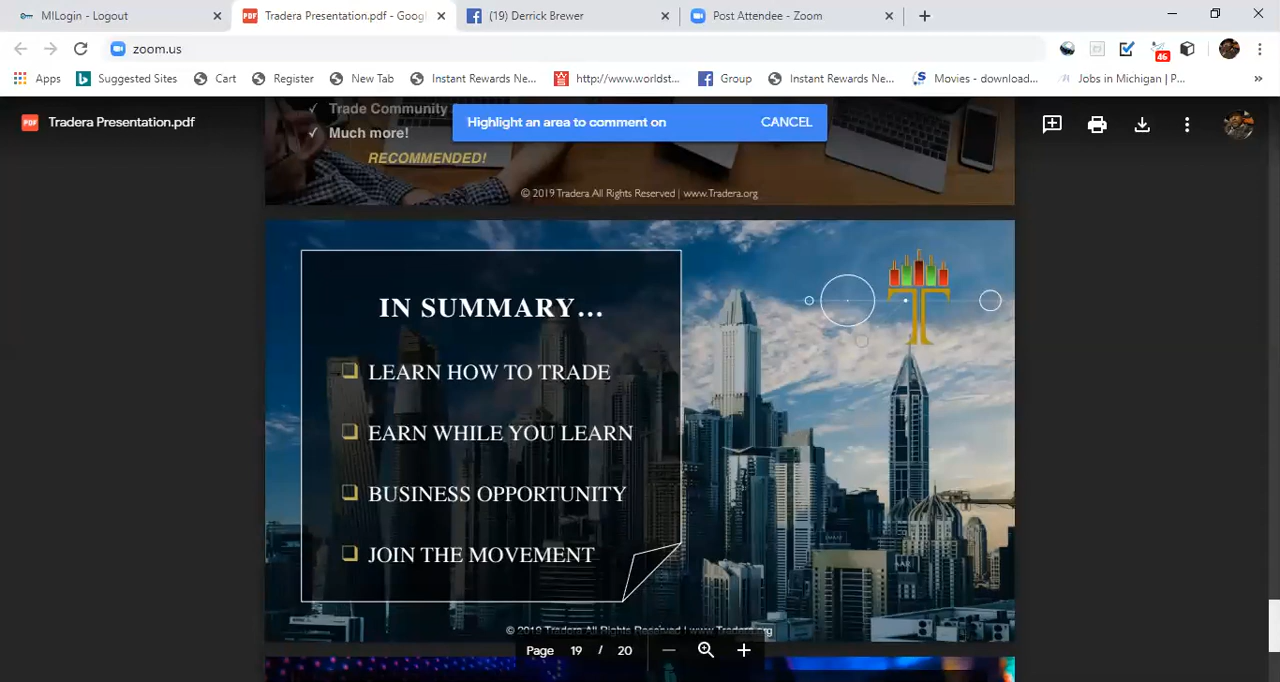 MILogin - Logout
Tradera Presentation.pdf - Googl
(19) Derrick Brewer
Post Attendee - Zoom
zoom.us
46
Apps
Suggested Sites
Cart
Register
New Tab
Instant Rewards Ne...
http://www.worldst...
Group
Instant Rewards Ne...
Movies - download...
Jobs in Michigan | P...
»
PDF Tradera Presentation.pdf
Highlight an area to comment on
CANCEL
✓ Trade Community
✓ Much more!
RECOMMENDED!
© 2019 Tradera All Rights Reserved | www.Tradera.org
IN SUMMARY...
❑ LEARN HOW TO TRADE
❑ EARN WHILE YOU LEARN
❑ BUSINESS OPPORTUNITY
❑ JOIN THE MOVEMENT
© 2019 Tradera All Rights Reserved | www.Tradera.org
Page 19 / 20